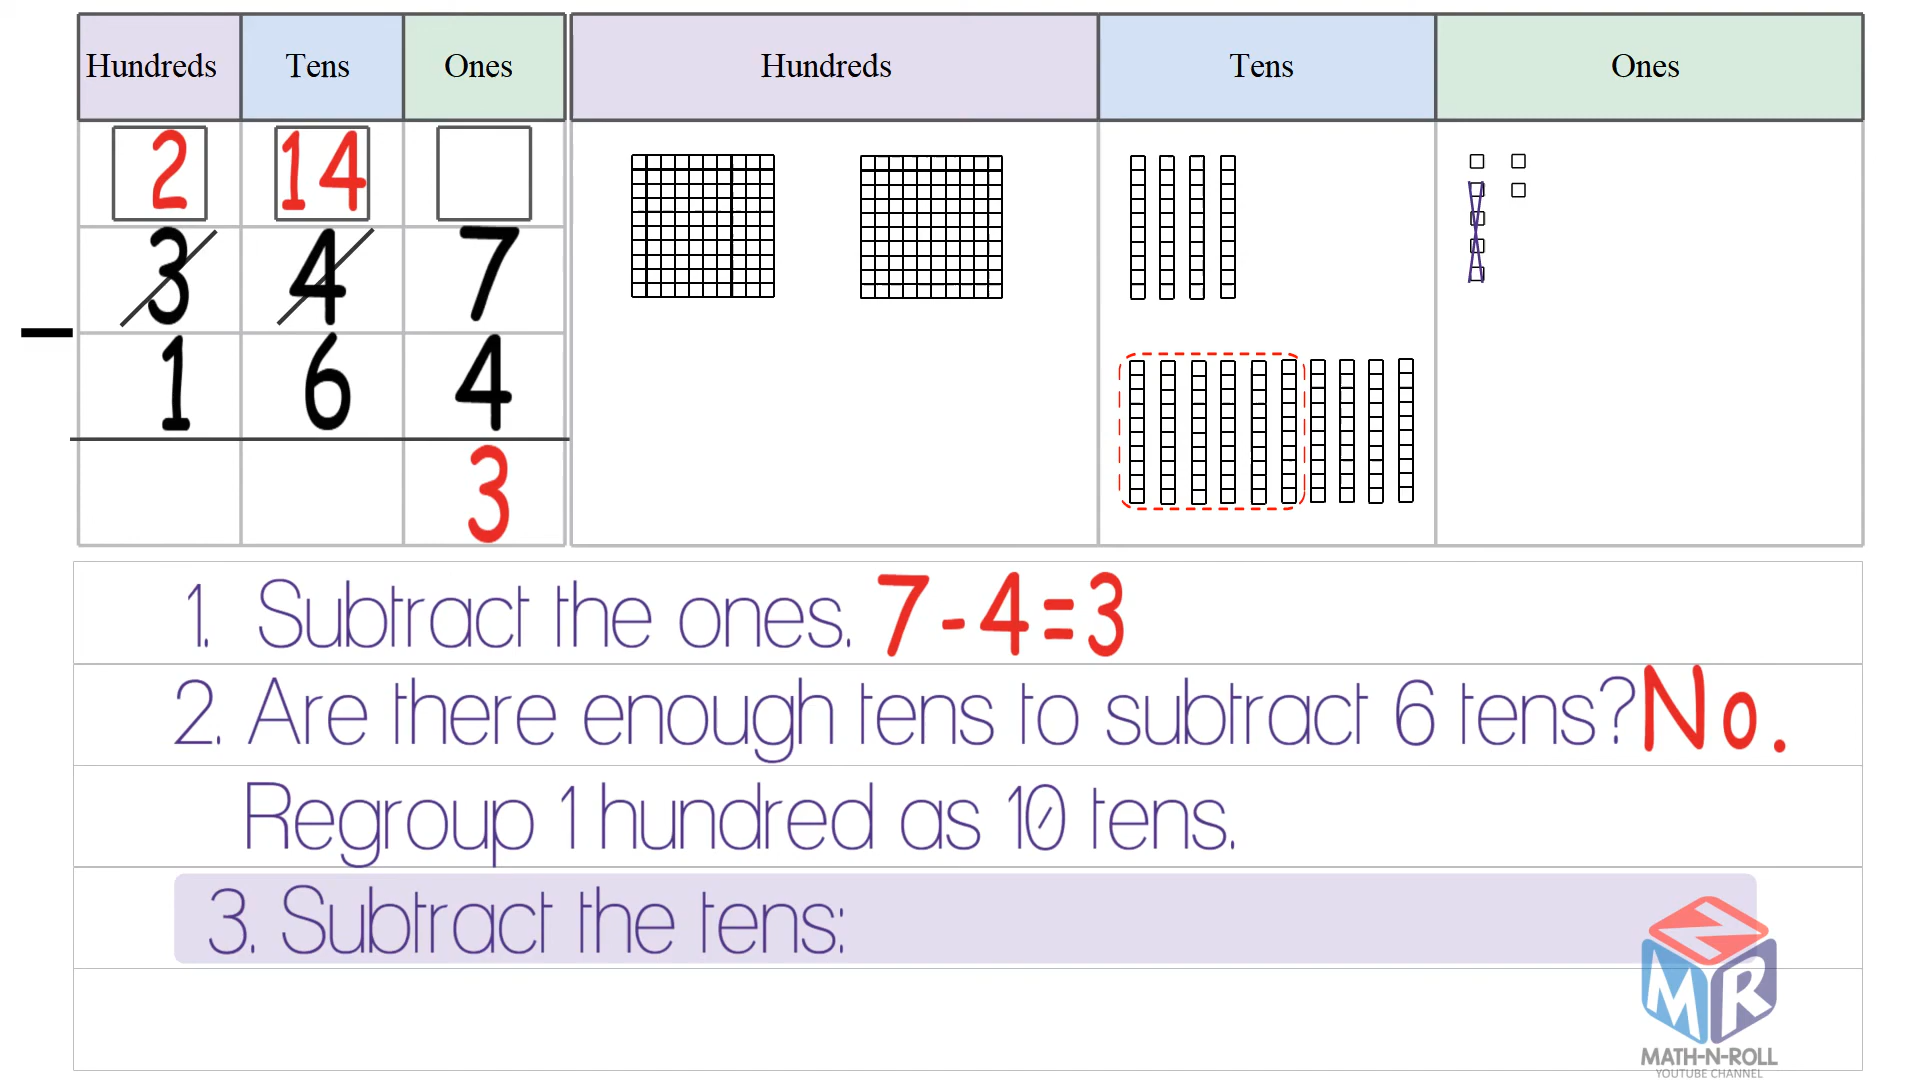 Hundreds Tens Ones Hundreds Tens Ones
2 14
3 4 7
- 1 6 4
3
1. Subtract the ones. 7-4=3
2. Are there enough tens to subtract 6 tens? No.
Regroup 1 hundred as 10 tens.
3. Subtract the tens:
MNR
MATH-N-ROLL
YOUTUBE CHANNEL